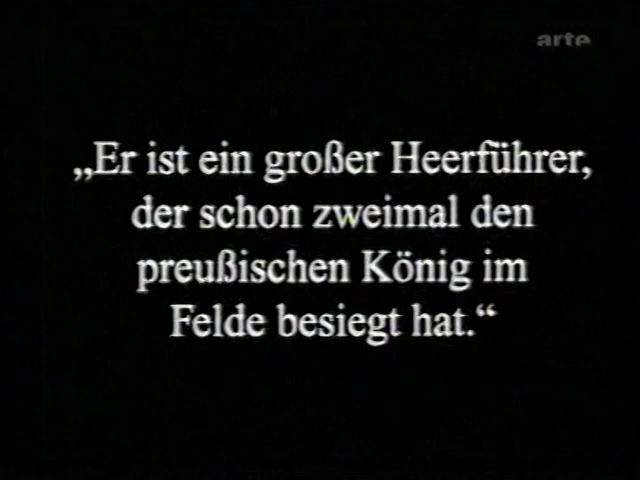 arte
„Er ist ein großer Heerführer,
der schon zweimal den
preußischen König im
Felde besiegt hat.“